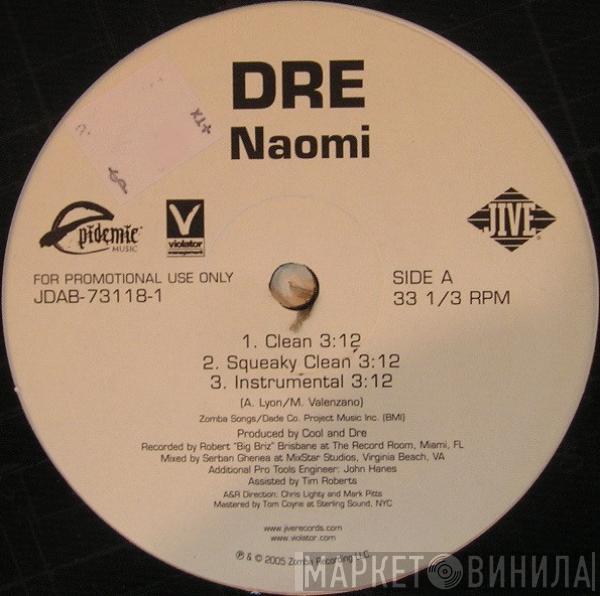 DRE
Naomi
Epidemic
MUSIC
V
violator
management
JIVE
FOR PROMOTIONAL USE ONLY
JDAB-73118-1
SIDE A
33 1/3 RPM
1. Clean 3:12
2. Squeaky Clean 3:12
3. Instrumental 3:12
(A. Lyon/M. Valenzano)
Zomba Songs/Dade Co. Project Music Inc. (BMI)
Produced by Cool and Dre
Recorded by Robert "Big Briz" Brisbane at The Record Room, Miami, FL
Mixed by Serban Ghenea at MixStar Studios, Virginia Beach, VA
Additional Pro Tools Engineer: John Hanes
Assisted by Tim Roberts
A&R Direction: Chris Lighty and Mark Pitts
Mastered by Tom Coyne at Sterling Sound, NYC
www.jiverecords.com
www.violator.com
℗ & © 2005 Zomba Recording LLC
МАРКЕТ ВИНИЛА